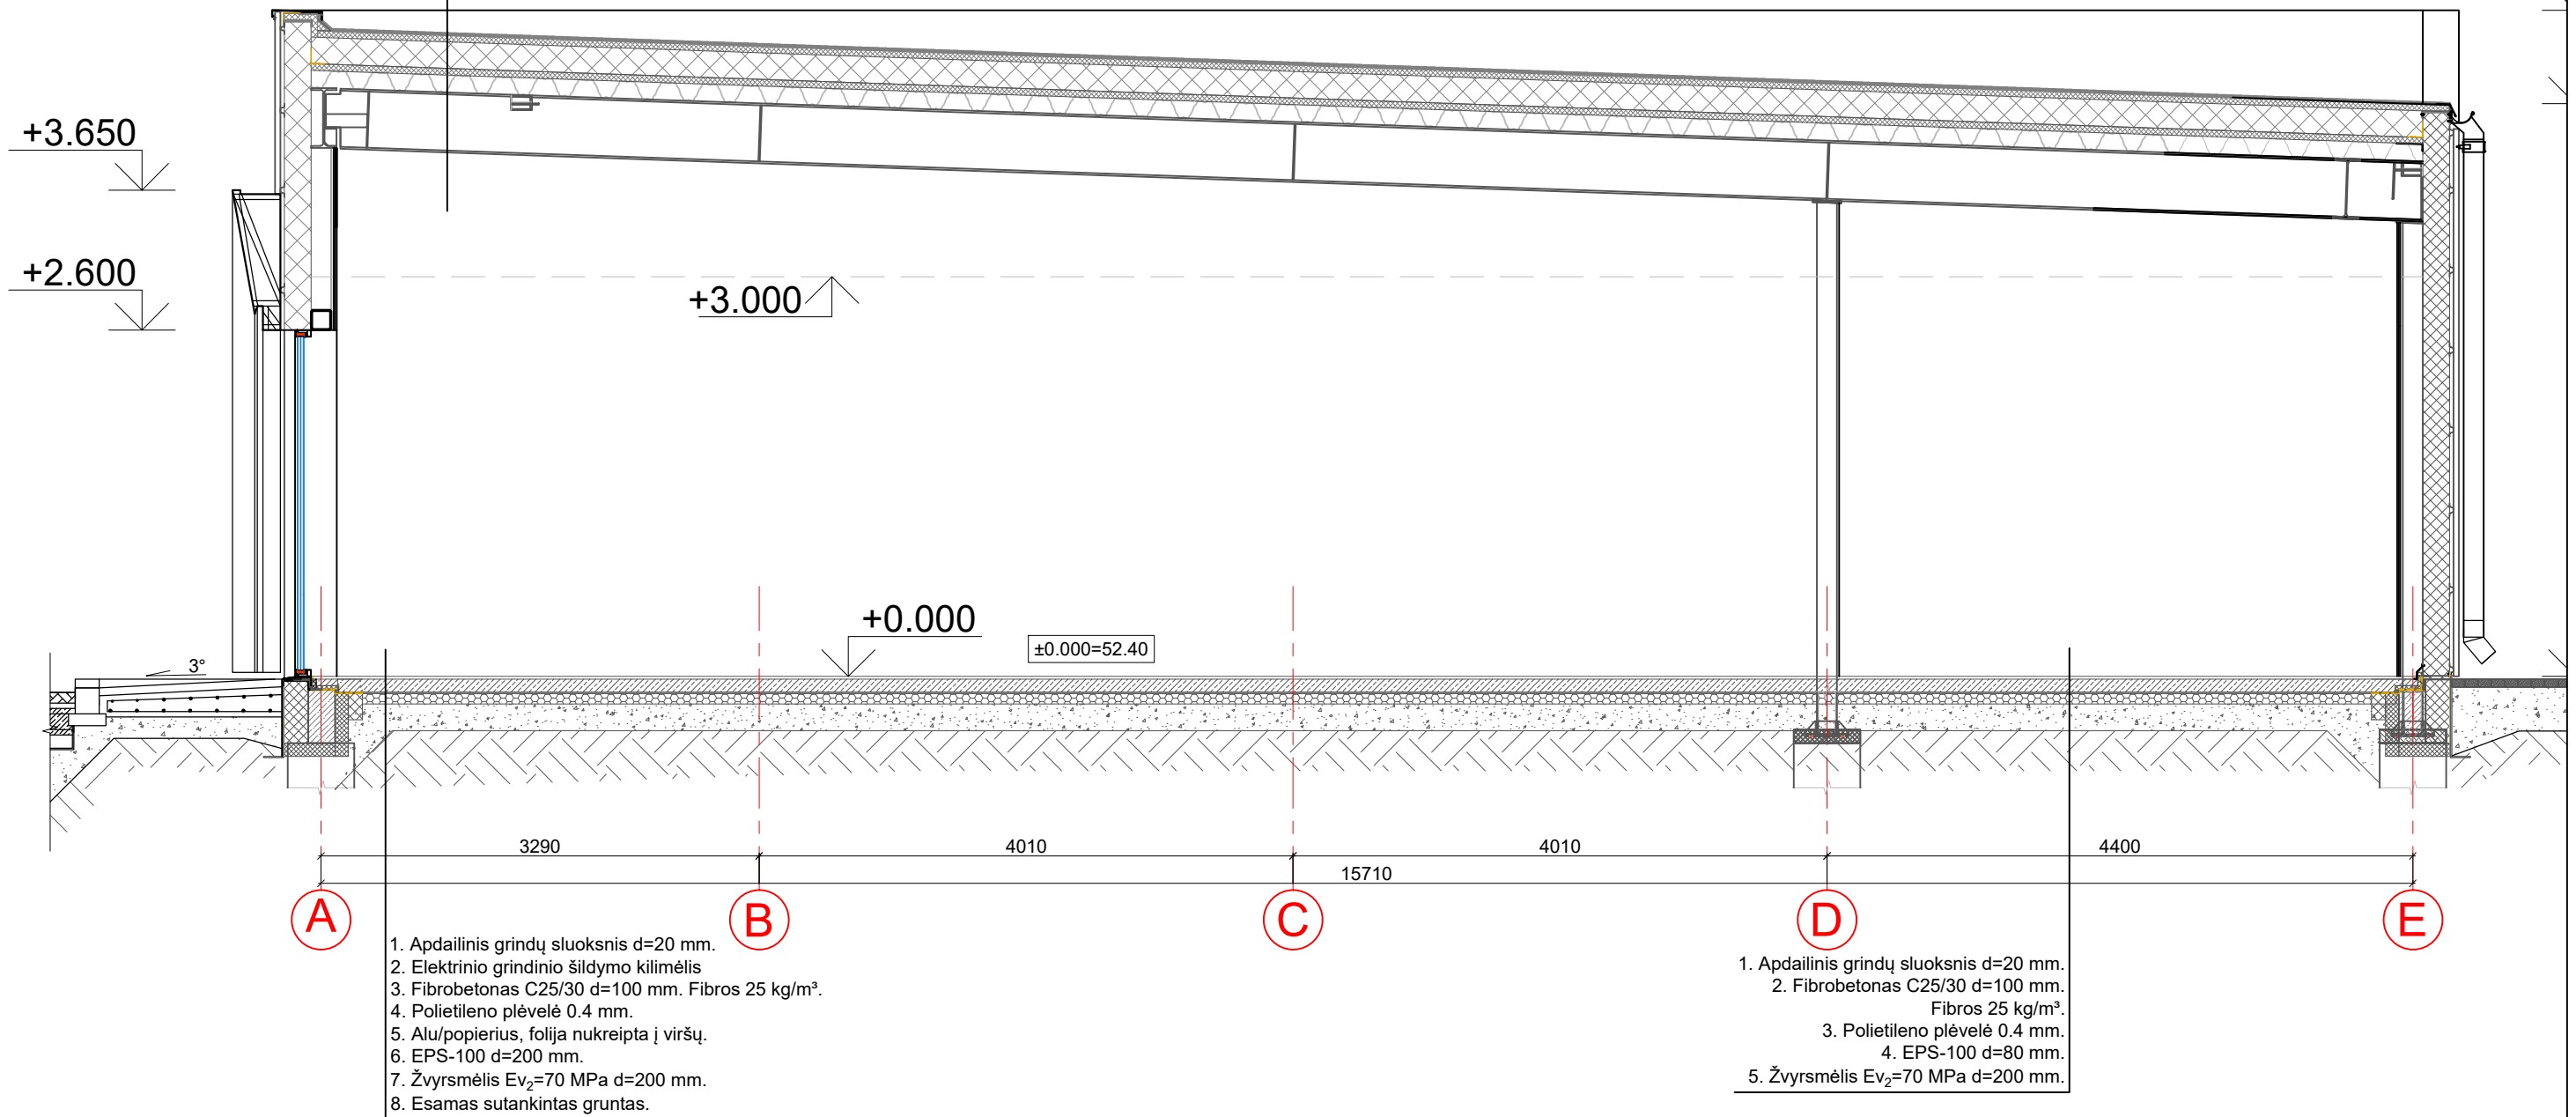 +3.650
+2.600
+3.000
+0.000
±0.000=52.40
3°
3290
4010
4010
4400
15710
A
B
C
D
E
1. Apdailinis grindų sluoksnis d=20 mm.
2. Elektrinio grindinio šildymo kilimėlis
3. Fibrobetonas C25/30 d=100 mm. Fibros 25 kg/m³.
4. Polietileno plėvelė 0.4 mm.
5. Alu/popierius, folija nukreipta į viršų.
6. EPS-100 d=200 mm.
7. Žvyrsmėlis Ev₂=70 MPa d=200 mm.
8. Esamas sutankintas gruntas.
1. Apdailinis grindų sluoksnis d=20 mm.
2. Fibrobetonas C25/30 d=100 mm.
Fibros 25 kg/m³.
3. Polietileno plėvelė 0.4 mm.
4. EPS-100 d=80 mm.
5. Žvyrsmėlis Ev₂=70 MPa d=200 mm.